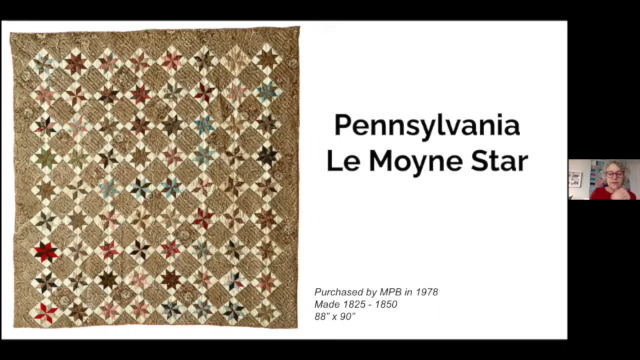 Pennsylvania
Le Moyne Star
Purchased by MPB in 1978
Made 1825 - 1850
88” x 90”